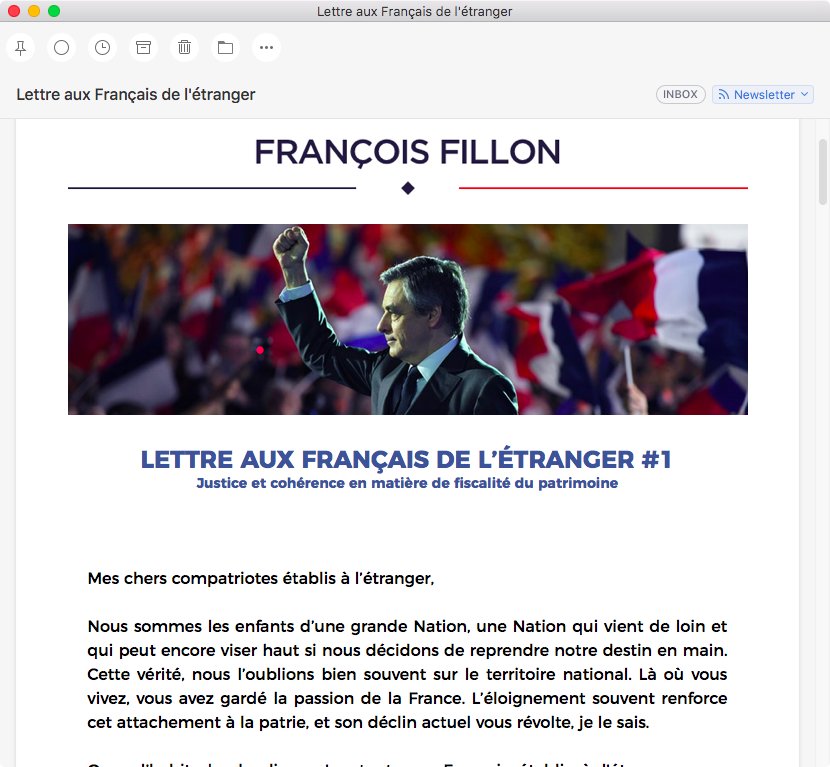 Lettre aux Français de l'étranger
Lettre aux Français de l'étranger
INBOX
Newsletter
FRANÇOIS FILLON
LETTRE AUX FRANÇAIS DE L’ÉTRANGER #1
Justice et cohérence en matière de fiscalité du patrimoine
Mes chers compatriotes établis à l’étranger,
Nous sommes les enfants d’une grande Nation, une Nation qui vient de loin et
qui peut encore viser haut si nous décidons de reprendre notre destin en main.
Cette vérité, nous l’oublions bien souvent sur le territoire national. Là où vous
vivez, vous avez gardé la passion de la France. L’éloignement souvent renforce
cet attachement à la patrie, et son déclin actuel vous révolte, je le sais.